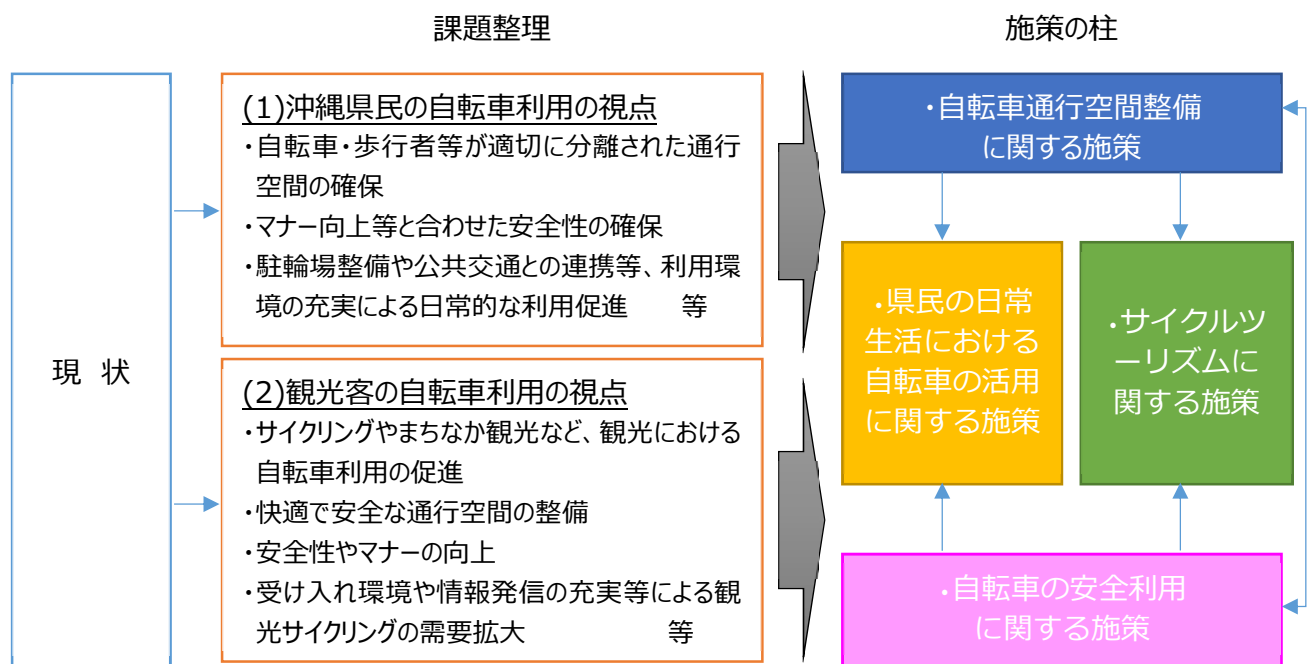 課題整理
施策の柱
現 状
(1)沖縄県民の自転車利用の視点
・自転車・歩行者等が適切に分離された通行
空間の確保
・マナー向上等と合わせた安全性の確保
・駐輪場整備や公共交通との連携等、利用環
境の充実による日常的な利用促進 等
(2)観光客の自転車利用の視点
・サイクリングやまちなか観光など、観光における
自転車利用の促進
・快適で安全な通行空間の整備
・安全性やマナーの向上
・受け入れ環境や情報発信の充実等による観
光サイクリングの需要拡大 等
・自転車通行空間整備
に関する施策
・県民の日常
生活における
自転車の活用
に関する施策
・サイクルツ
ーリズムに
関する施策
・自転車の安全利用
に関する施策